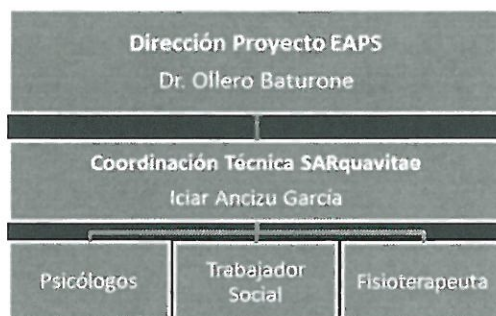 Dirección Proyecto EAPS
Dr. Ollero Baturone
Coordinación Técnica SARquavitae
Iciar Ancizu García
Psicólogos
Trabajador
Social
Fisioterapeuta